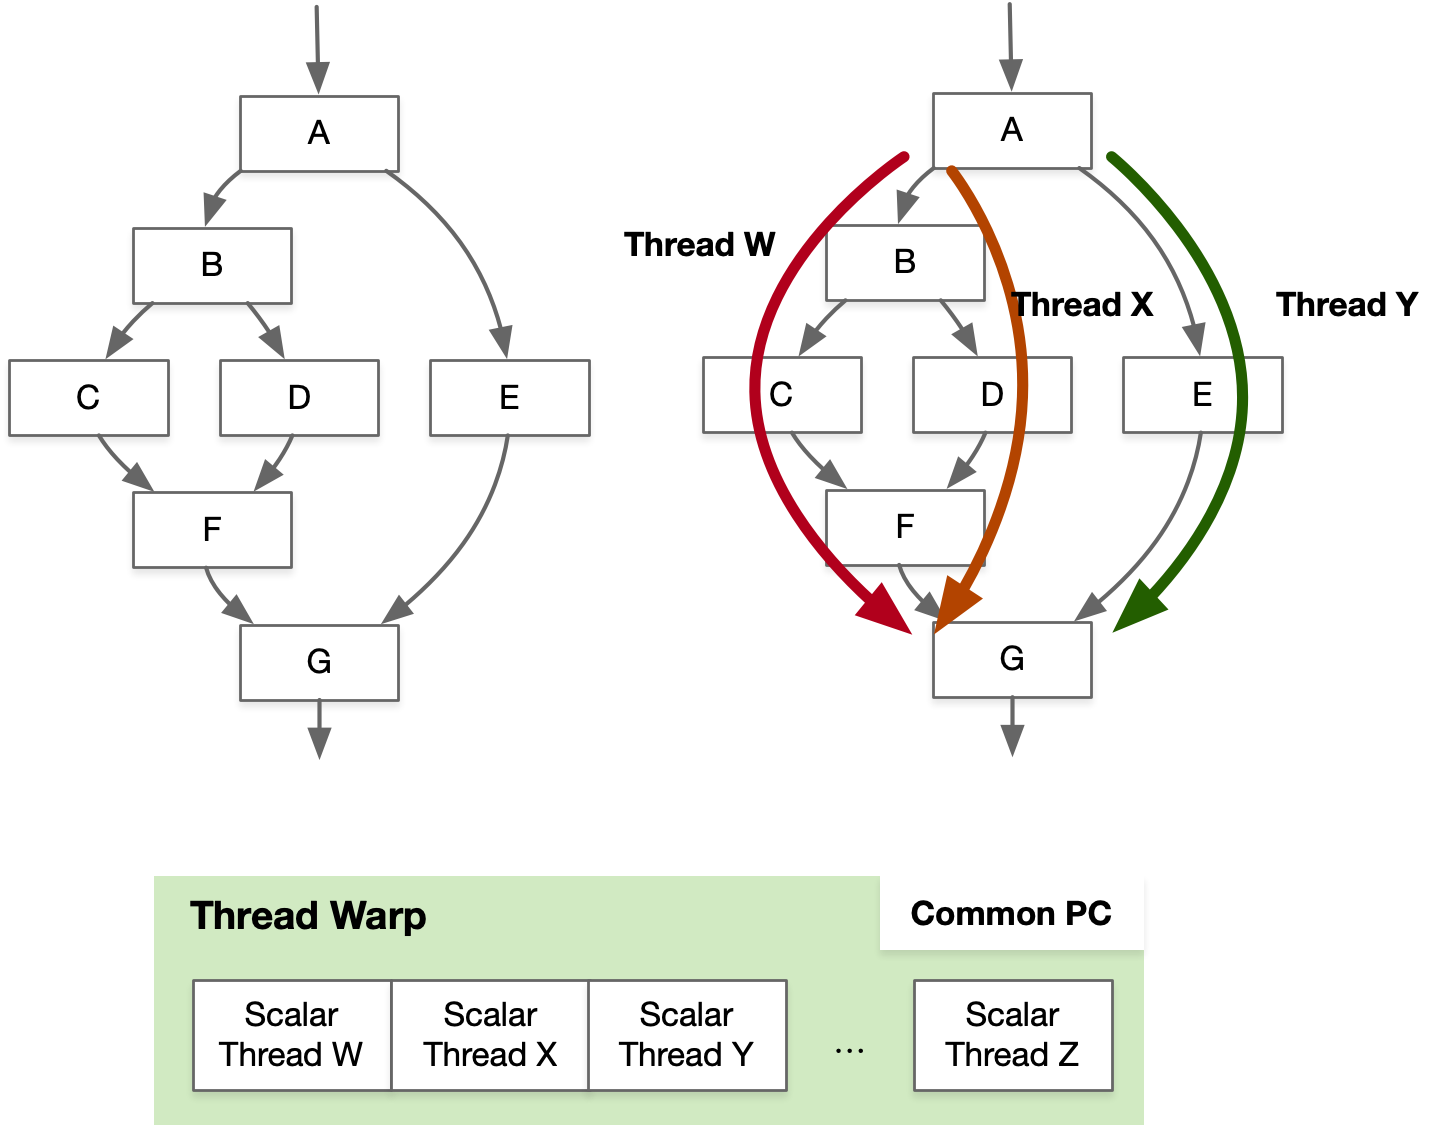 A
B
C
D
E
F
G
A
Thread W
B
Thread X
Thread Y
C
D
E
F
G
Thread Warp
Common PC
Scalar
Thread W
Scalar
Thread X
Scalar
Thread Y
...
Scalar
Thread Z